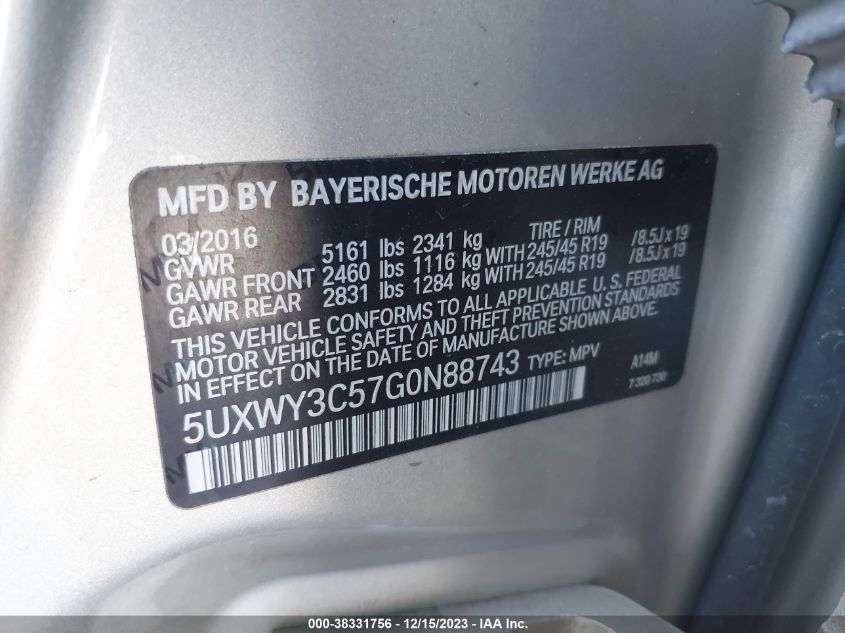 MFD BY BAYERISCHE MOTOREN WERKE AG
03/2016 TIRE / RIM
GVWR 5161 lbs 2341 kg
GAWR FRONT 2460 lbs 1116 kg WITH 245/45 R19 /8.5J x 19
GAWR REAR 2831 lbs 1284 kg WITH 245/45 R19 /8.5J x 19
THIS VEHICLE CONFORMS TO ALL APPLICABLE U.S. FEDERAL
MOTOR VEHICLE SAFETY AND THEFT PREVENTION STANDARDS
IN EFFECT ON THE DATE OF MANUFACTURE SHOWN ABOVE.
5UXWY3C57G0N88743 TYPE: MPV A14M
7 320 730
000-38331756 - 12/15/2023 - IAA Inc.